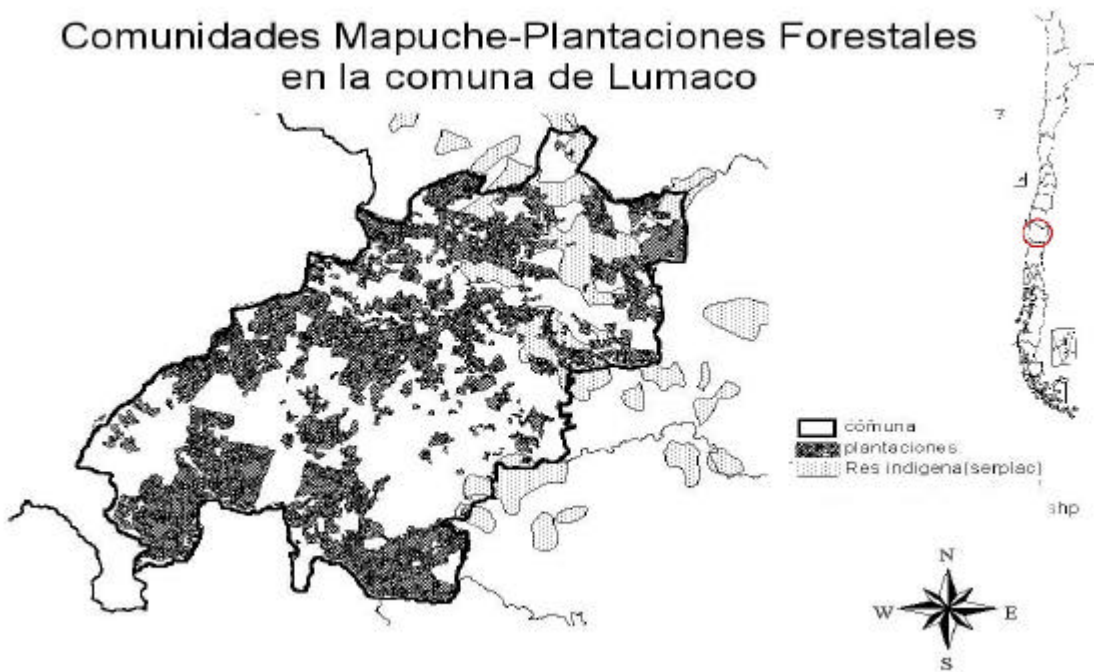 Comunidades Mapuche-Plantaciones Forestales
en la comuna de Lumaco
comuna
plantaciones
Res indigena(serplac)
shp
N
W
E
S